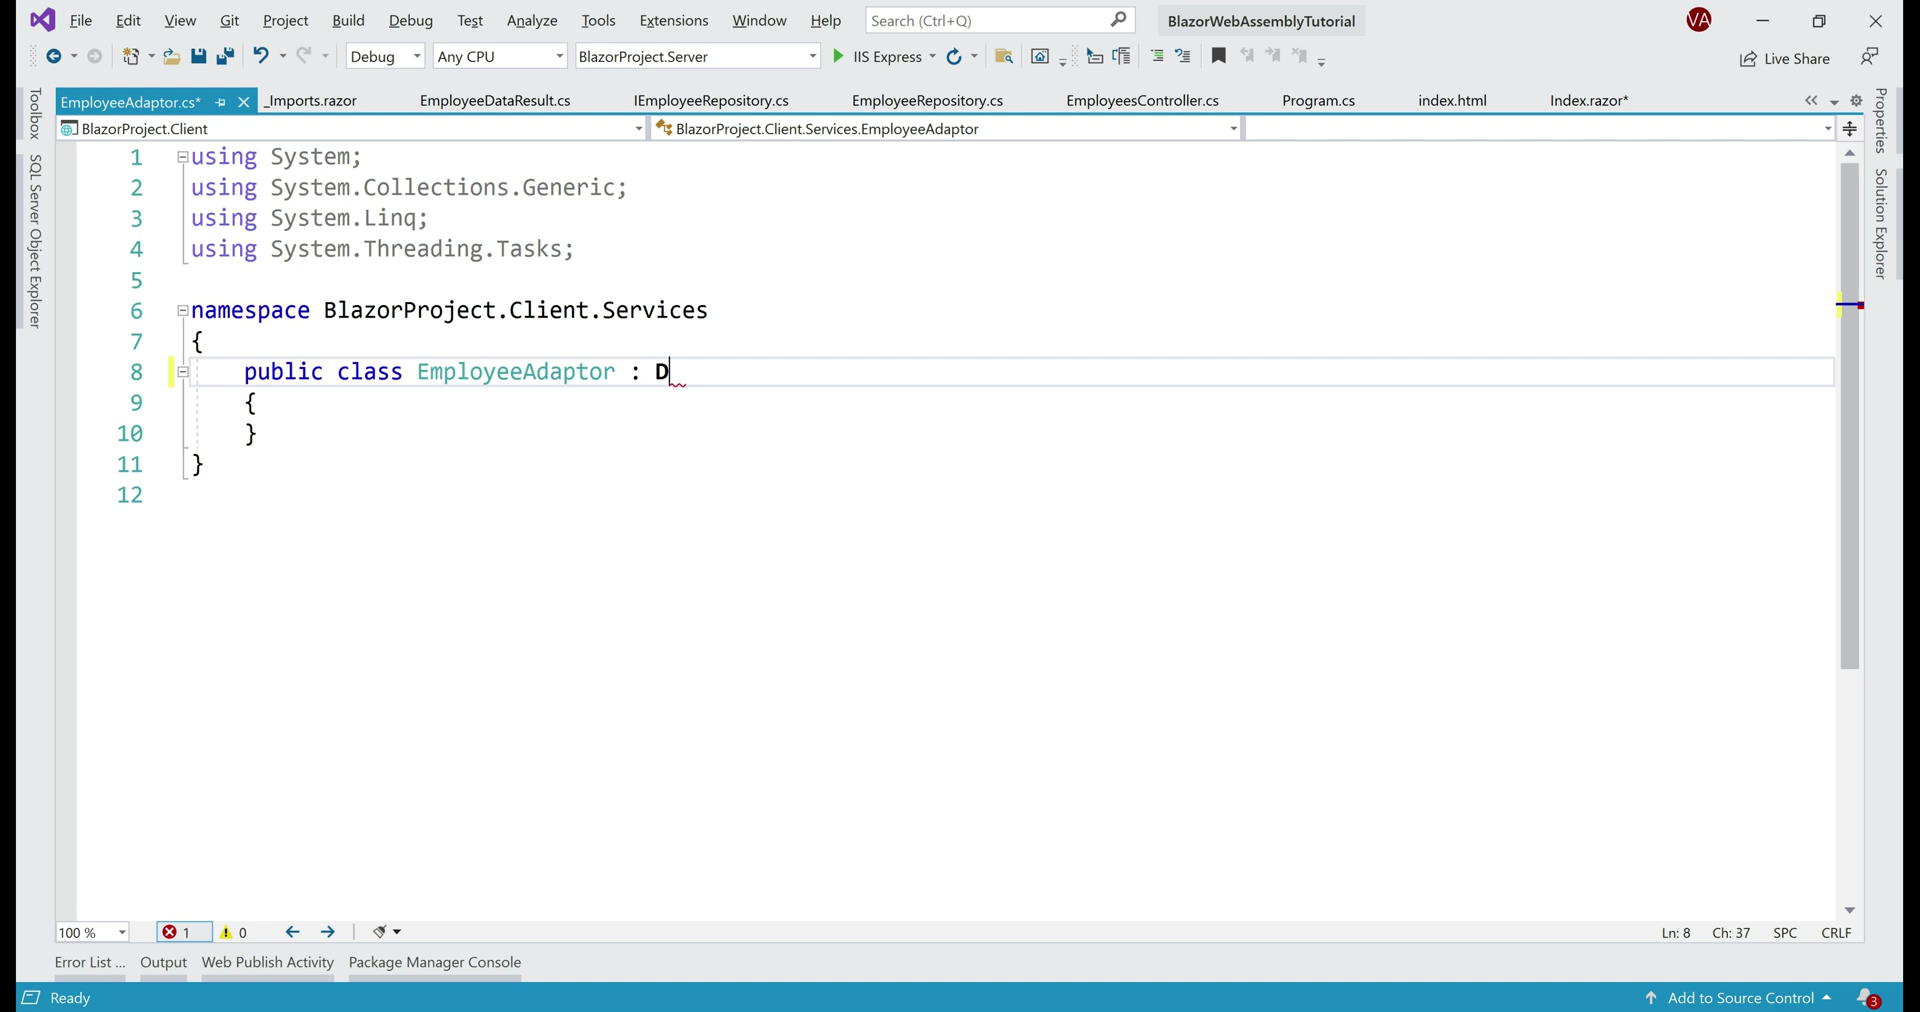 File Edit View Git Project Build Debug Test Analyze Tools Extensions Window Help Search (Ctrl+Q) BlazorWebAssemblyTutorial VA
Debug Any CPU BlazorProject.Server IIS Express Live Share
EmployeeAdaptor.cs* _Imports.razor EmployeeDataResult.cs IEmployeeRepository.cs EmployeeRepository.cs EmployeesController.cs Program.cs index.html Index.razor*
BlazorProject.Client BlazorProject.Client.Services.EmployeeAdaptor
Toolbox
SQL Server Object Explorer
Properties
Solution Explorer
1 using System;
2 using System.Collections.Generic;
3 using System.Linq;
4 using System.Threading.Tasks;
5
6 namespace BlazorProject.Client.Services
7 {
8 public class EmployeeAdaptor : D
9 {
10 }
11 }
12
100 % 1 0 Ln: 8 Ch: 37 SPC CRLF
Error List ... Output Web Publish Activity Package Manager Console
Ready Add to Source Control 3